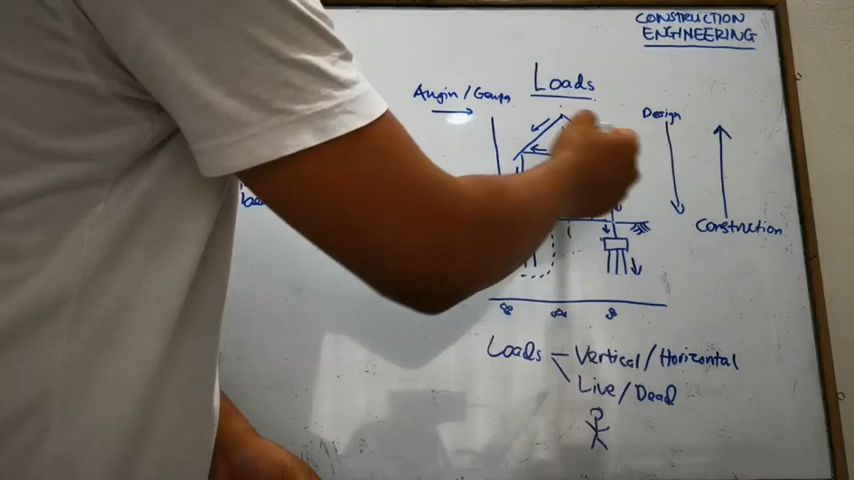 CONSTRUCTION
ENGINEERING
Loads
Angin / Gempa
Design
Construction
Loads — Vertical / Horizontal
Live / Dead